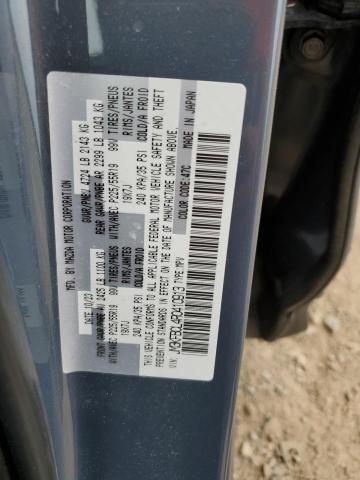 MFD. BY MAZDA MOTOR CORPORATION
GVWR/PNBV 4724 LB 2143 KG
DATE: 10/23
FRONT GAWR/PNBE AV 2425 LB 1100 KG
WITH/AVEC P225/55R19 99V TIRES/PNEUS
19X7J RIMS/JANTES
240 KPA/35 PSI COLD/A FROID
REAR GAWR/PNBE AR 2299 LB 1043 KG
WITH/AVEC P225/55R19 99V TIRES/PNEUS
19X7J RIMS/JANTES
240 KPA/35 PSI COLD/A FROID
THIS VEHICLE CONFORMS TO ALL APPLICABLE FEDERAL MOTOR VEHICLE SAFETY AND THEFT
PREVENTION STANDARDS IN EFFECT ON THE DATE OF MANUFACTURE SHOWN ABOVE.
VIN: JM3KFBCL4R0410913 TYPE:MPV
COLOR CODE:47C MADE IN JAPAN